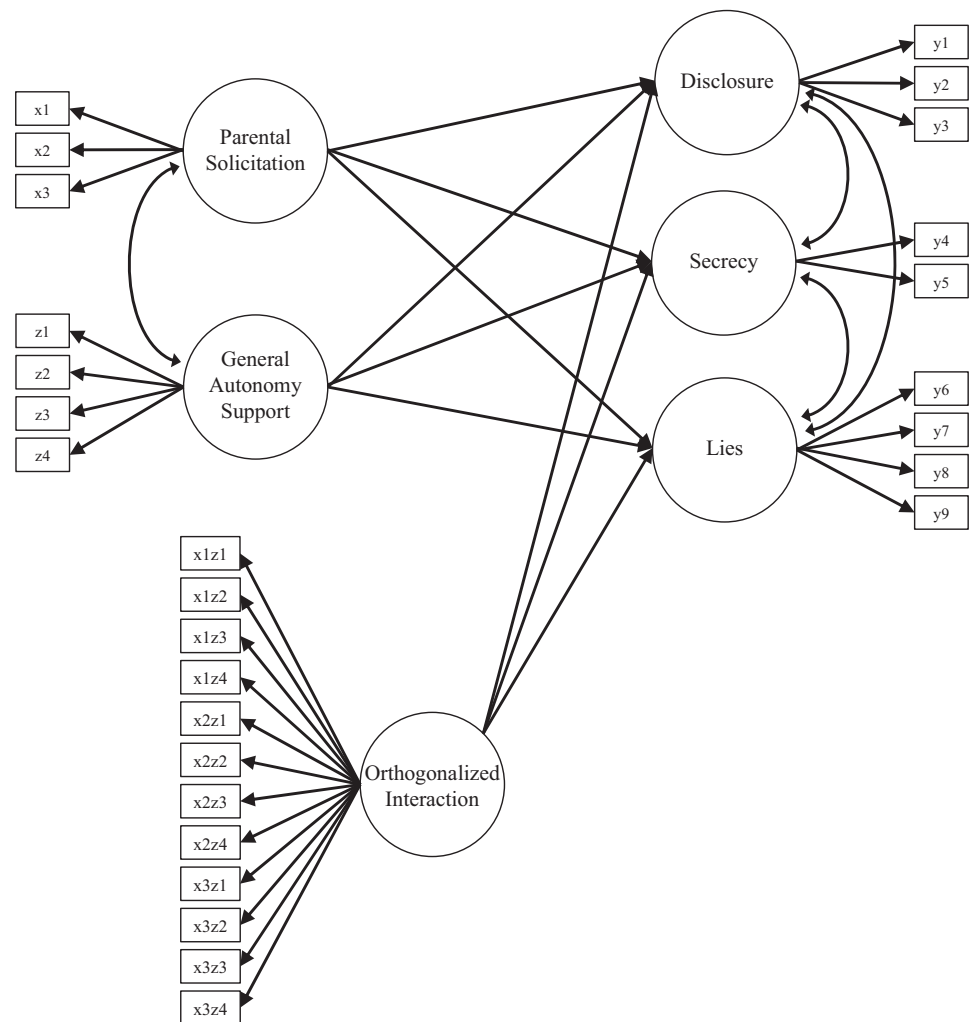 x1
x2
x3
Parental
Solicitation
z1
z2
z3
z4
General
Autonomy
Support
x1z1
x1z2
x1z3
x1z4
x2z1
x2z2
x2z3
x2z4
x3z1
x3z2
x3z3
x3z4
Orthogonalized
Interaction
Disclosure
y1
y2
y3
Secrecy
y4
y5
Lies
y6
y7
y8
y9